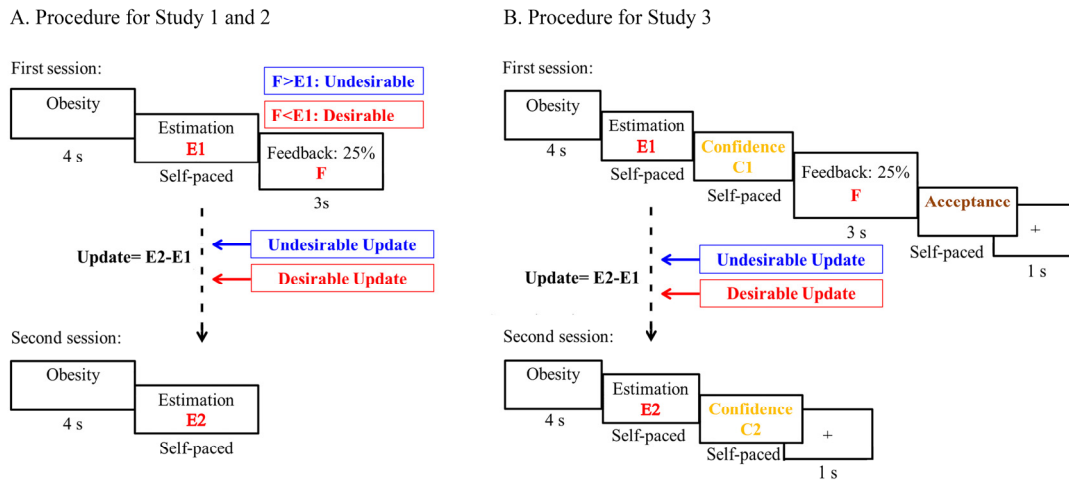 A. Procedure for Study 1 and 2
First session:
Obesity
4 s
Estimation
E1
Self-paced
F>E1: Undesirable
F<E1: Desirable
Feedback: 25%
F
3s
Update= E2-E1
Undesirable Update
Desirable Update
Second session:
Obesity
4 s
Estimation
E2
Self-paced
B. Procedure for Study 3
First session:
Obesity
4 s
Estimation
E1
Self-paced
Confidence
C1
Self-paced
Feedback: 25%
F
3 s
Acceptance
Self-paced
+
1 s
Update= E2-E1
Undesirable Update
Desirable Update
Second session:
Obesity
4 s
Estimation
E2
Self-paced
Confidence
C2
Self-paced
+
1 s